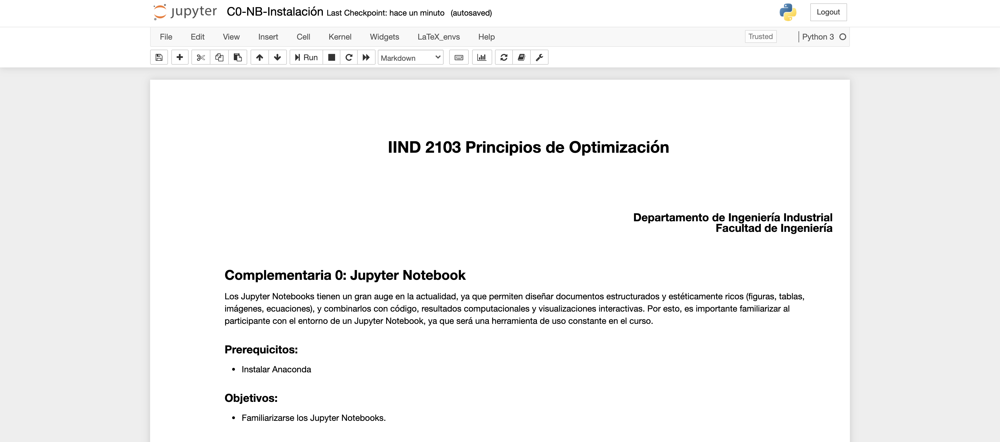 jupyter C0-NB-Instalación Last Checkpoint: hace un minuto (autosaved)
Logout
File Edit View Insert Cell Kernel Widgets LaTeX_envs Help
Trusted
Python 3
Run
Markdown
IIND 2103 Principios de Optimización
Departamento de Ingeniería Industrial
Facultad de Ingeniería
Complementaria 0: Jupyter Notebook
Los Jupyter Notebooks tienen un gran auge en la actualidad, ya que permiten diseñar documentos estructurados y estéticamente ricos (figuras, tablas,
imágenes, ecuaciones), y combinarlos con código, resultados computacionales y visualizaciones interactivas. Por esto, es importante familiarizar al
participante con el entorno de un Jupyter Notebook, ya que será una herramienta de uso constante en el curso.
Prerequicitos:
• Instalar Anaconda
Objetivos:
• Familiarizarse los Jupyter Notebooks.